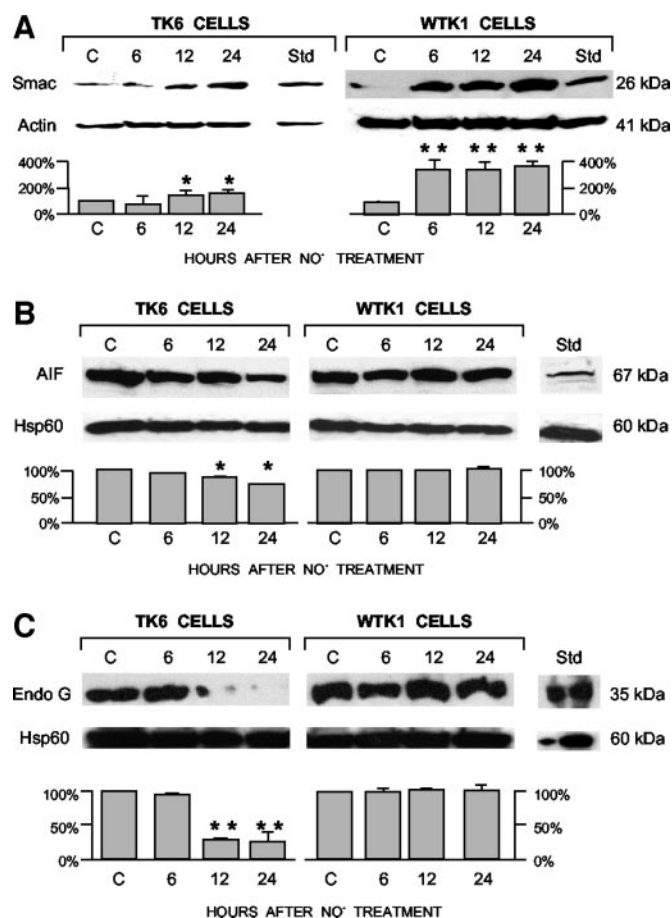 A
TK6 CELLS WTK1 CELLS
C 6 12 24 Std C 6 12 24 Std
Smac 26 kDa
Actin 41 kDa
400% * * ** ** ** 400%
200% 200%
0% 0%
C 6 12 24 C 6 12 24
HOURS AFTER NO· TREATMENT
B
TK6 CELLS WTK1 CELLS
C 6 12 24 C 6 12 24 Std
AIF 67 kDa
Hsp60 60 kDa
100% * * 100%
50% 50%
0% 0%
C 6 12 24 C 6 12 24
HOURS AFTER NO· TREATMENT
C
TK6 CELLS WTK1 CELLS
C 6 12 24 C 6 12 24 Std
Endo G 35 kDa
Hsp60 60 kDa
100% 100%
50% ** ** 50%
0% 0%
C 6 12 24 C 6 12 24
HOURS AFTER NO· TREATMENT